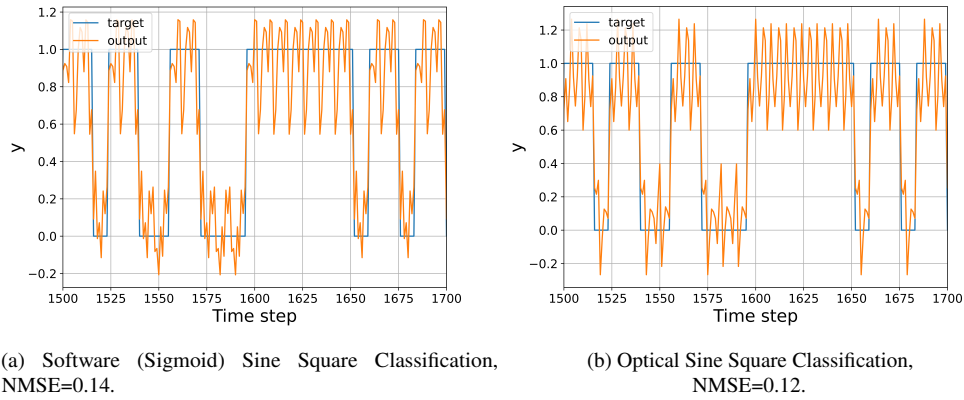 1.2
1.0
0.8
0.6
0.4
0.2
0.0
−0.2
y
target
output
1500 1525 1550 1575 1600 1625 1650 1675 1700
Time step
(a) Software (Sigmoid) Sine Square Classification,
NMSE=0.14.
1.2
1.0
0.8
0.6
0.4
0.2
0.0
−0.2
y
target
output
1500 1525 1550 1575 1600 1625 1650 1675 1700
Time step
(b) Optical Sine Square Classification,
NMSE=0.12.